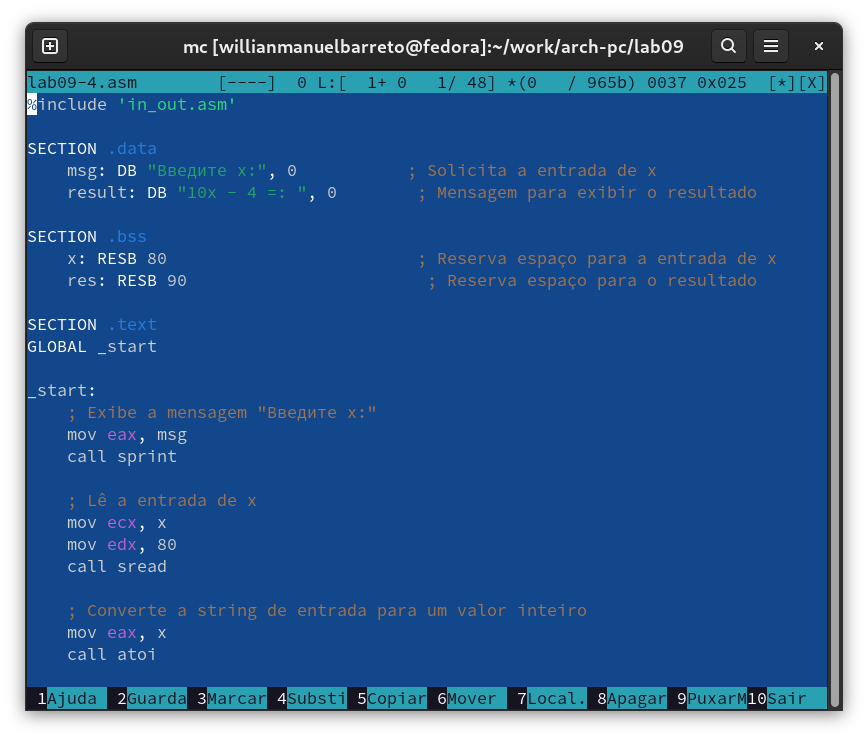 mc [willianmanuelbarreto@fedora]:~/work/arch-pc/lab09
lab09-4.asm [----] 0 L:[ 1+ 0 1/ 48] *(0 / 965b) 0037 0x025 [*][X]
%include 'in_out.asm'
SECTION .data
msg: DB "Введите x:", 0 ; Solicita a entrada de x
result: DB "10x - 4 =: ", 0 ; Mensagem para exibir o resultado
SECTION .bss
x: RESB 80 ; Reserva espaço para a entrada de x
res: RESB 90 ; Reserva espaço para o resultado
SECTION .text
GLOBAL _start
_start:
; Exibe a mensagem "Введите x:"
mov eax, msg
call sprint
; Lê a entrada de x
mov ecx, x
mov edx, 80
call sread
; Converte a string de entrada para um valor inteiro
mov eax, x
call atoi
1Ajuda 2Guarda 3Marcar 4Substi 5Copiar 6Mover 7Local. 8Apagar 9PuxarM 10Sair